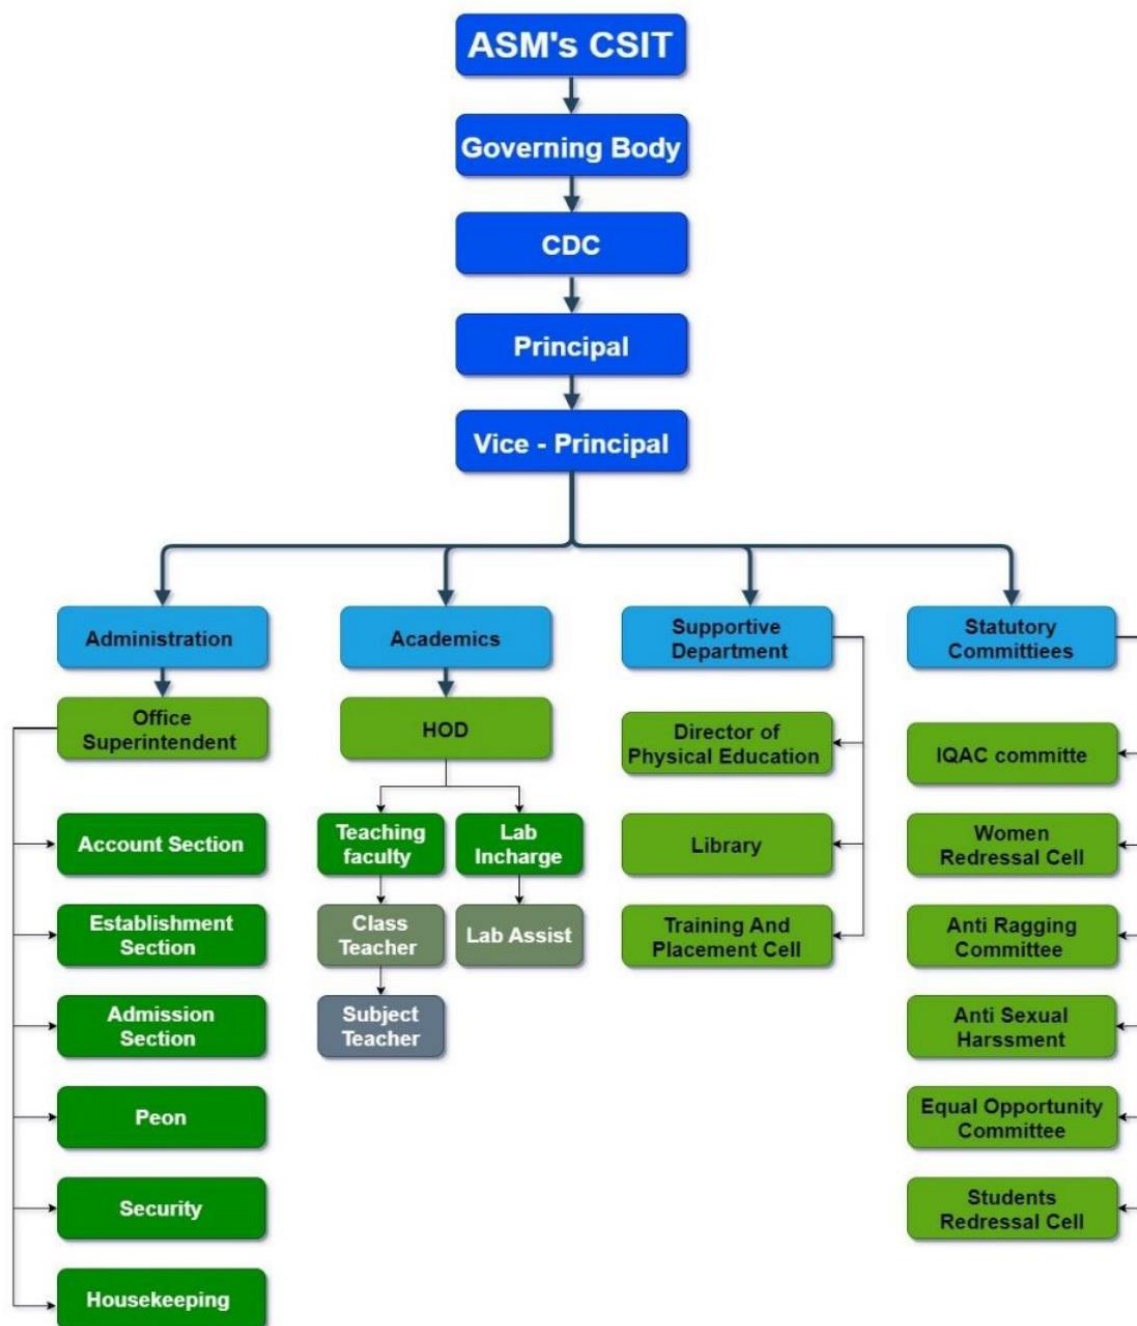 ASM's CSIT
Governing Body
CDC
Principal
Vice - Principal
Administration
Academics
Supportive
Department
Statutory
Committiees
Office
Superintendent
HOD
Director of
Physical Education
IQAC committe
Account Section
Teaching
faculty
Lab
Incharge
Library
Women
Redressal Cell
Establishment
Section
Class
Teacher
Lab Assist
Training And
Placement Cell
Anti Ragging
Committee
Admission
Section
Subject
Teacher
Anti Sexual
Harssment
Peon
Equal Opportunity
Committee
Security
Students
Redressal Cell
Housekeeping